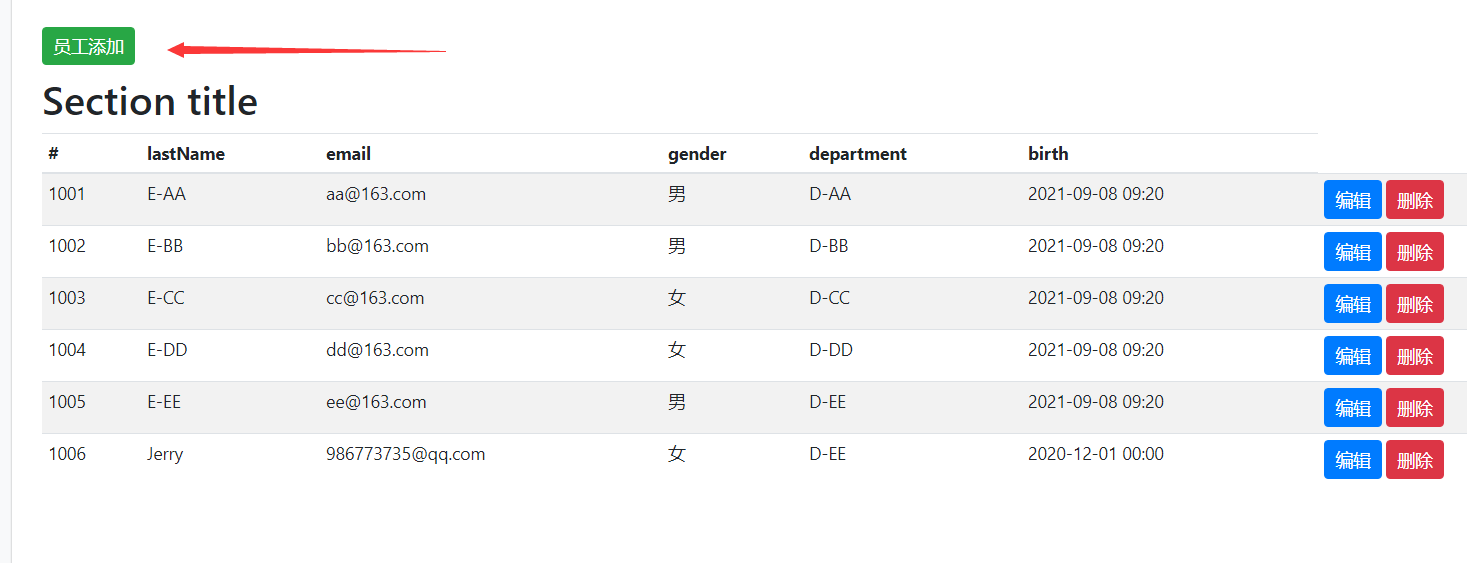 员工添加
Section title
# lastName email gender department birth
1001 E-AA aa@163.com 男 D-AA 2021-09-08 09:20 编辑 删除
1002 E-BB bb@163.com 男 D-BB 2021-09-08 09:20 编辑 删除
1003 E-CC cc@163.com 女 D-CC 2021-09-08 09:20 编辑 删除
1004 E-DD dd@163.com 女 D-DD 2021-09-08 09:20 编辑 删除
1005 E-EE ee@163.com 男 D-EE 2021-09-08 09:20 编辑 删除
1006 Jerry 986773735@qq.com 女 D-EE 2020-12-01 00:00 编辑 删除